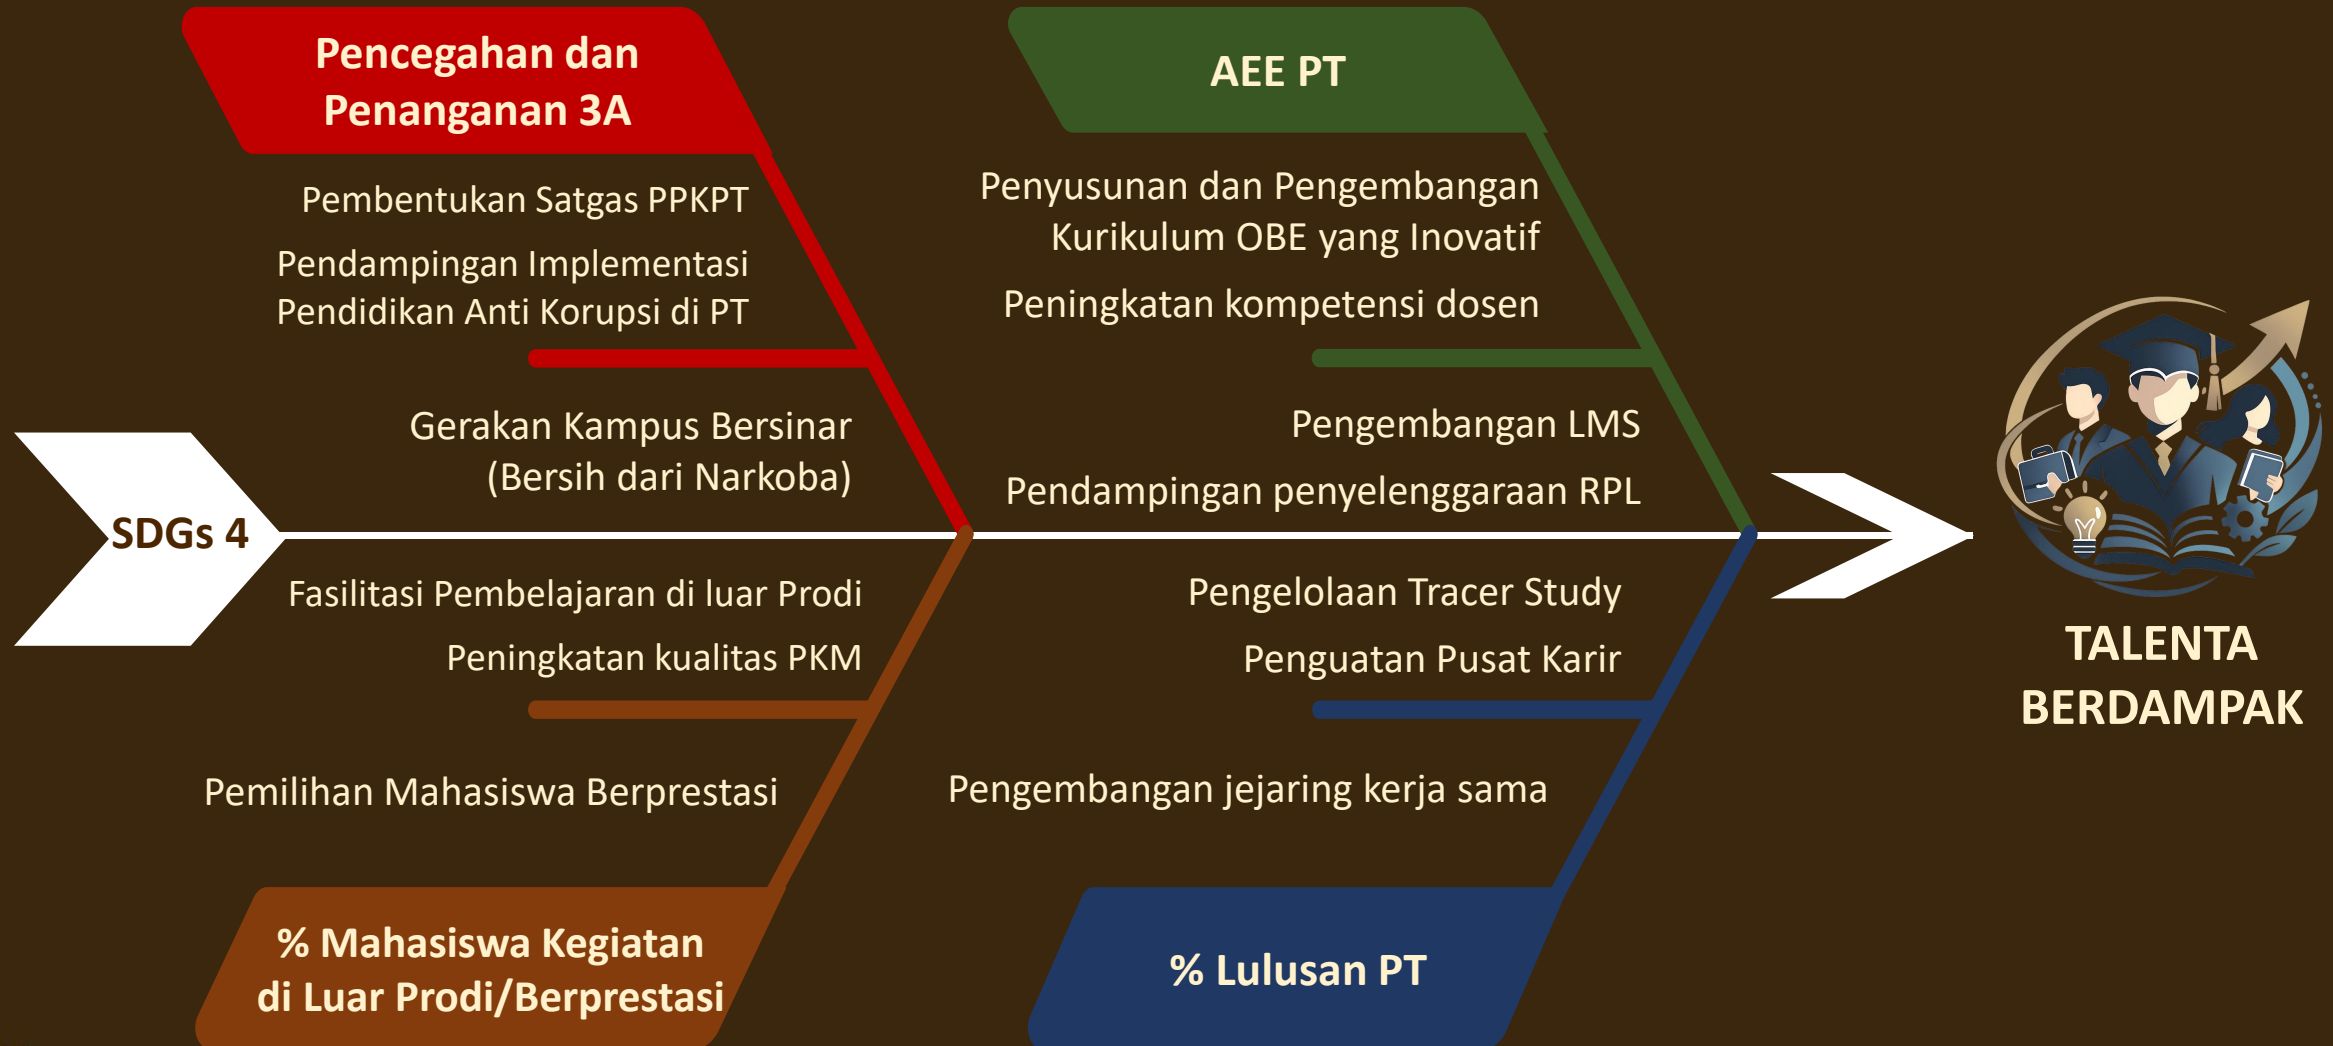 Pencegahan dan
Penanganan 3A
Pembentukan Satgas PPKPT
Pendampingan Implementasi
Pendidikan Anti Korupsi di PT
Gerakan Kampus Bersinar
(Bersih dari Narkoba)
AEE PT
Penyusunan dan Pengembangan
Kurikulum OBE yang Inovatif
Peningkatan kompetensi dosen
Pengembangan LMS
Pendampingan penyelenggaraan RPL
SDGs 4
Fasilitasi Pembelajaran di luar Prodi
Peningkatan kualitas PKM
Pemilihan Mahasiswa Berprestasi
% Mahasiswa Kegiatan
di Luar Prodi/Berprestasi
Pengelolaan Tracer Study
Penguatan Pusat Karir
Pengembangan jejaring kerja sama
% Lulusan PT
TALENTA
BERDAMPAK